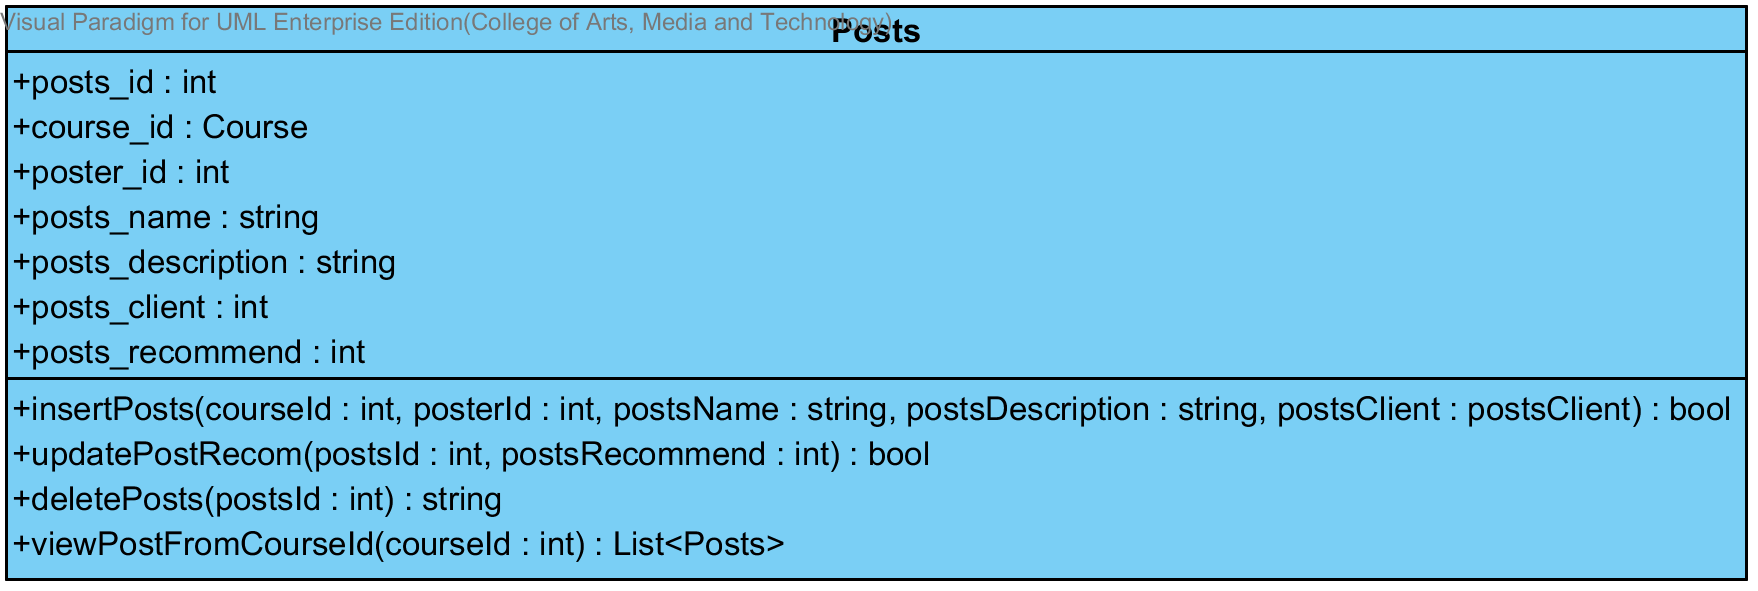 Visual Paradigm for UML Enterprise Edition(College of Arts, Media and Technology)
Posts
+posts_id : int
+course_id : Course
+poster_id : int
+posts_name : string
+posts_description : string
+posts_client : int
+posts_recommend : int
+insertPosts(courseId : int, posterId : int, postsName : string, postsDescription : string, postsClient : postsClient) : bool
+updatePostRecom(postsId : int, postsRecommend : int) : bool
+deletePosts(postsId : int) : string
+viewPostFromCourseId(courseId : int) : List<Posts>